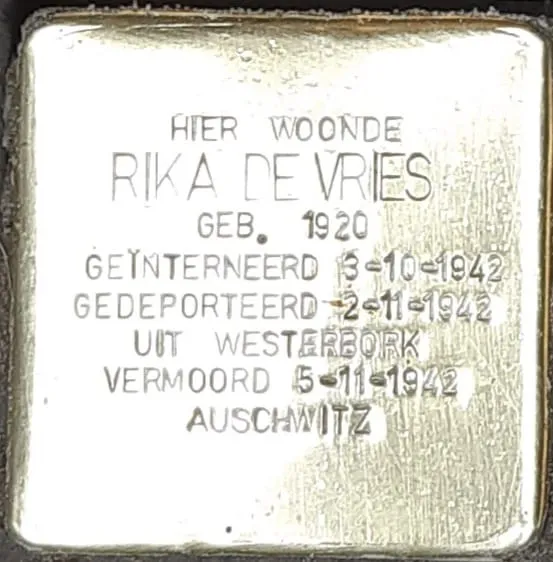 HIER WOONDE
RIKA DE VRIES
GEB. 1920
GEÏNTERNEERD 3-10-1942
GEDEPORTEERD 2-11-1942
UIT WESTERBORK
VERMOORD 5-11-1942
AUSCHWITZ